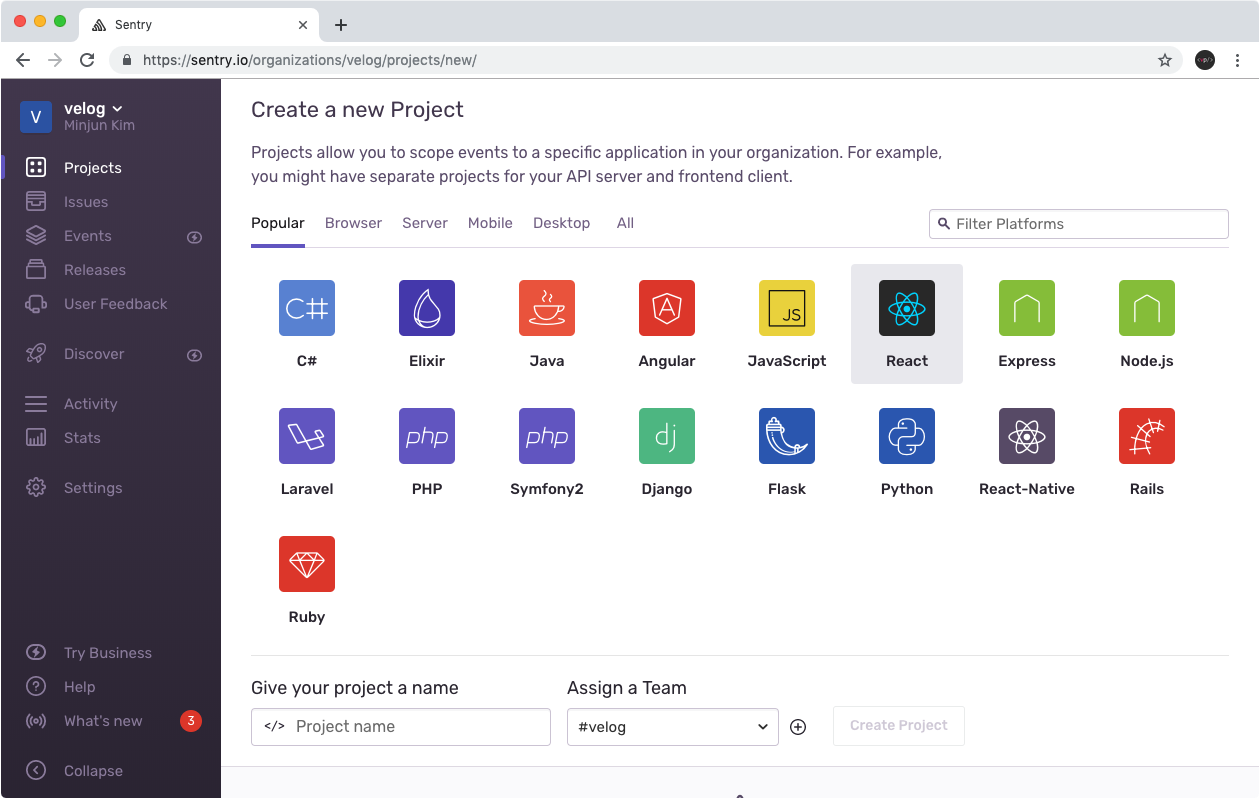 Sentry
https://sentry.io/organizations/velog/projects/new/
V
velog
Minjun Kim
Projects
Issues
Events
Releases
User Feedback
Discover
Activity
Stats
Settings
Try Business
Help
What's new
3
Collapse
Create a new Project
Projects allow you to scope events to a specific application in your organization. For example,
you might have separate projects for your API server and frontend client.
Popular Browser Server Mobile Desktop All
Filter Platforms
C#
JS
C# Elixir Java Angular JavaScript React Express Node.js
php php dj
Laravel PHP Symfony2 Django Flask Python React-Native Rails
Ruby
Give your project a name
Assign a Team
</> Project name
#velog
Create Project